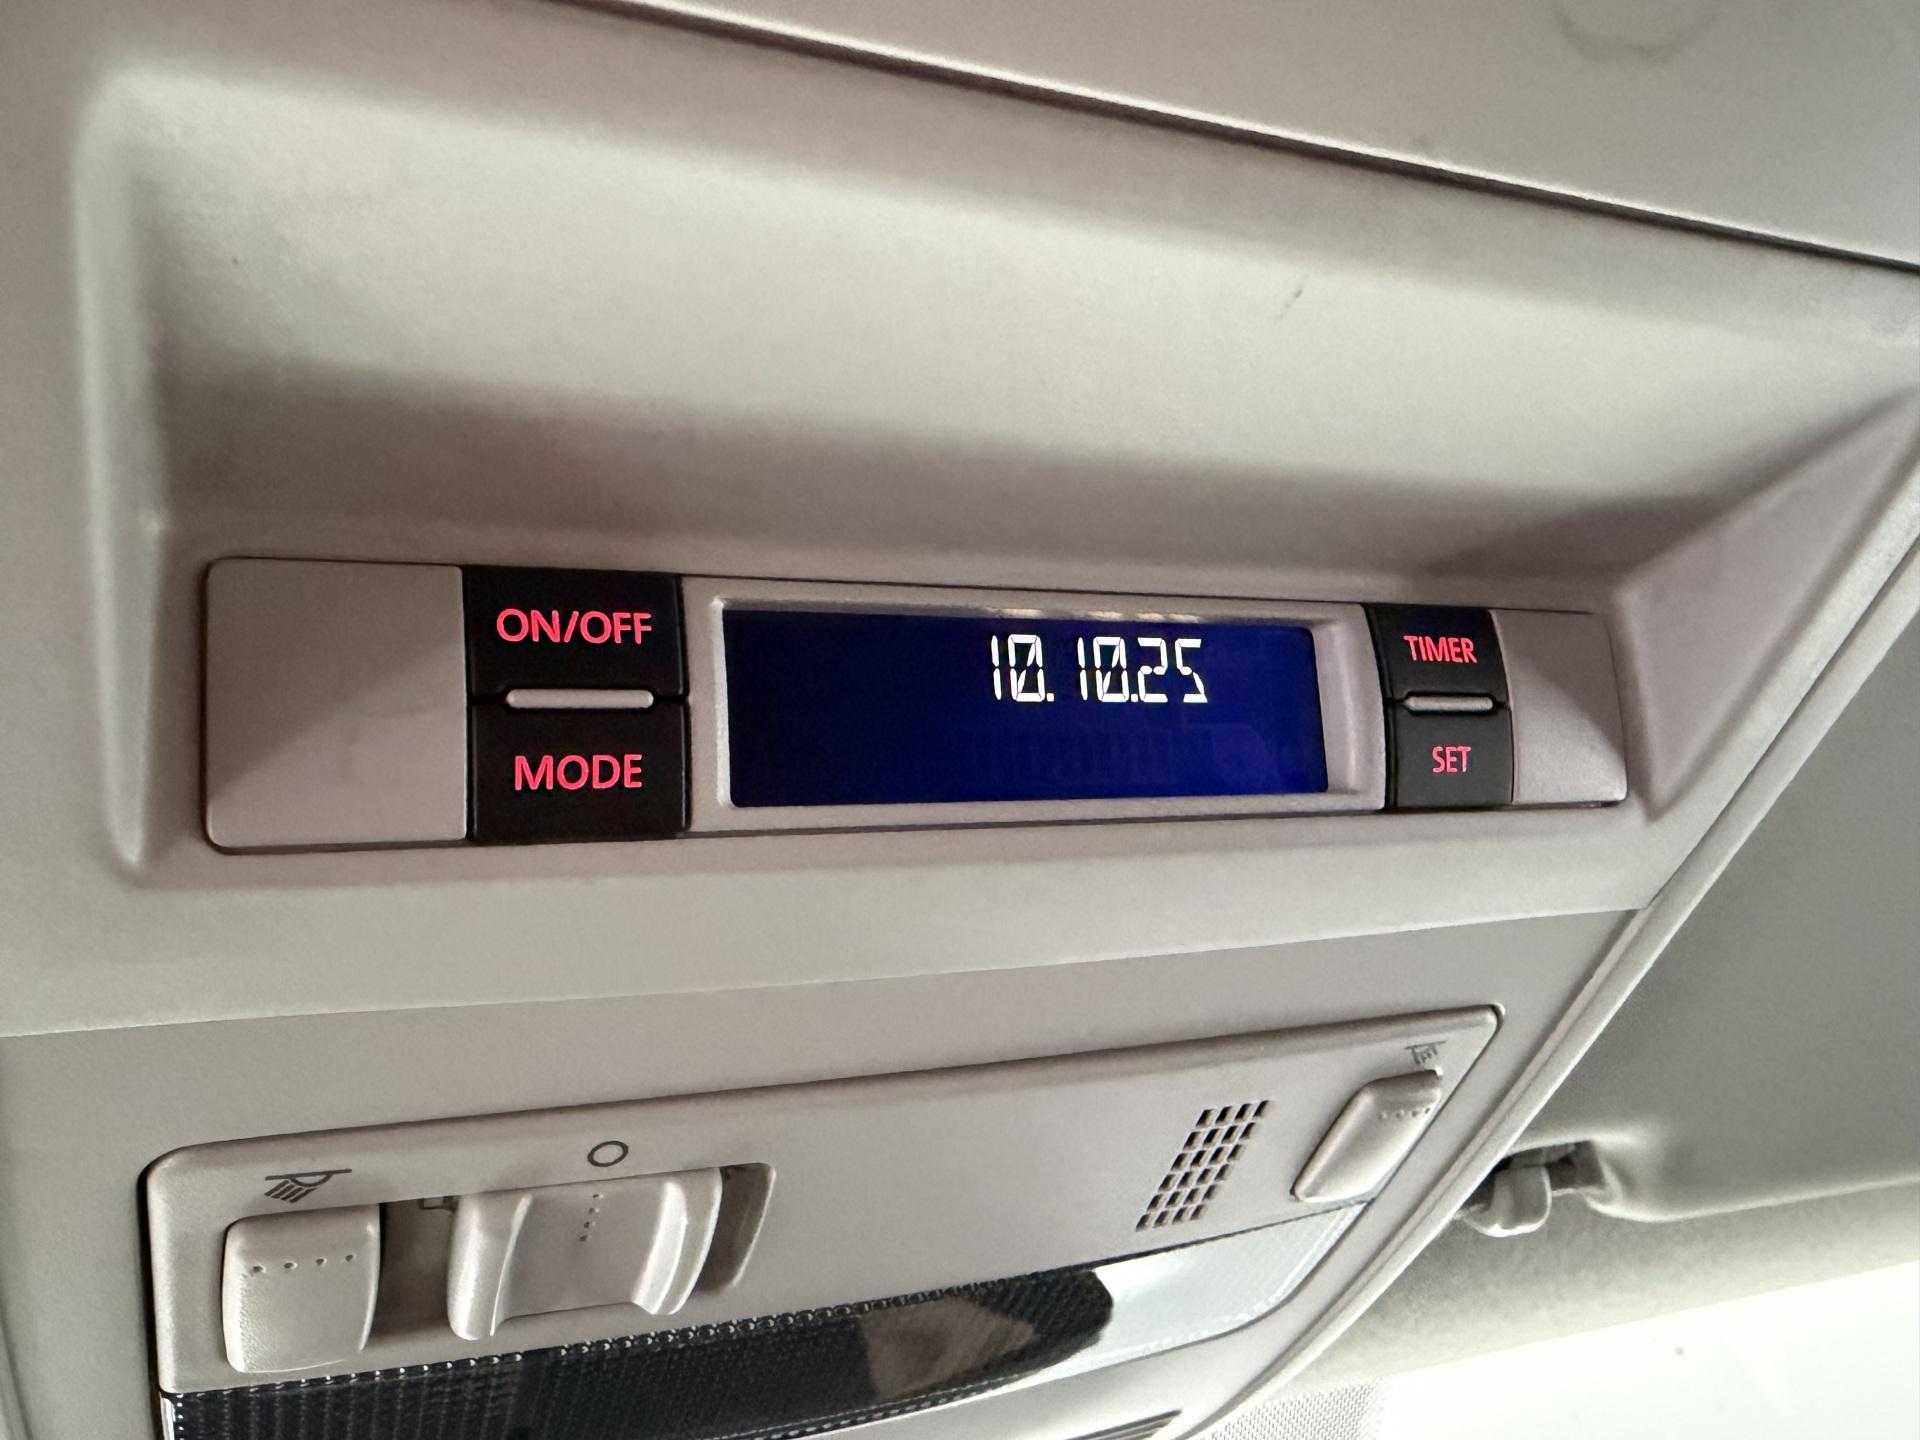 ON/OFF
MODE
10.10.25
TIMER
SET